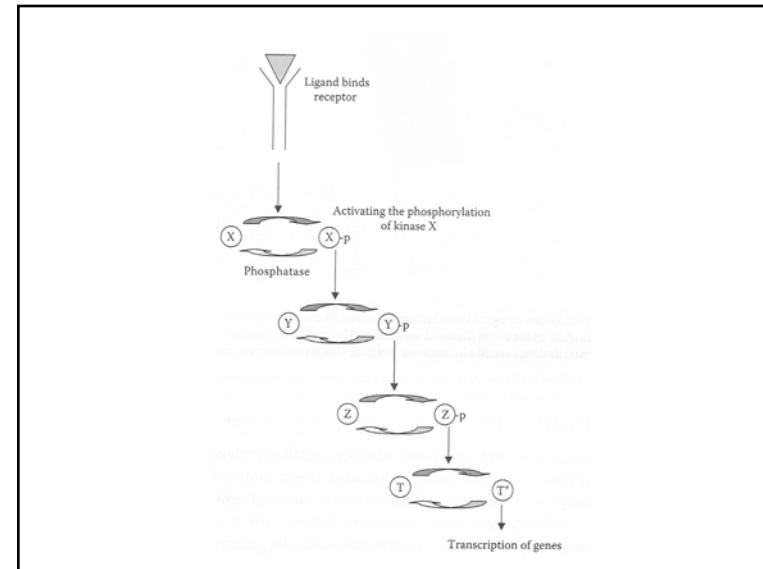 Ligand binds
receptor
Activating the phosphorylation
of kinase X
X X -p
Phosphatase
Y Y -p
Z Z -p
T T*
Transcription of genes